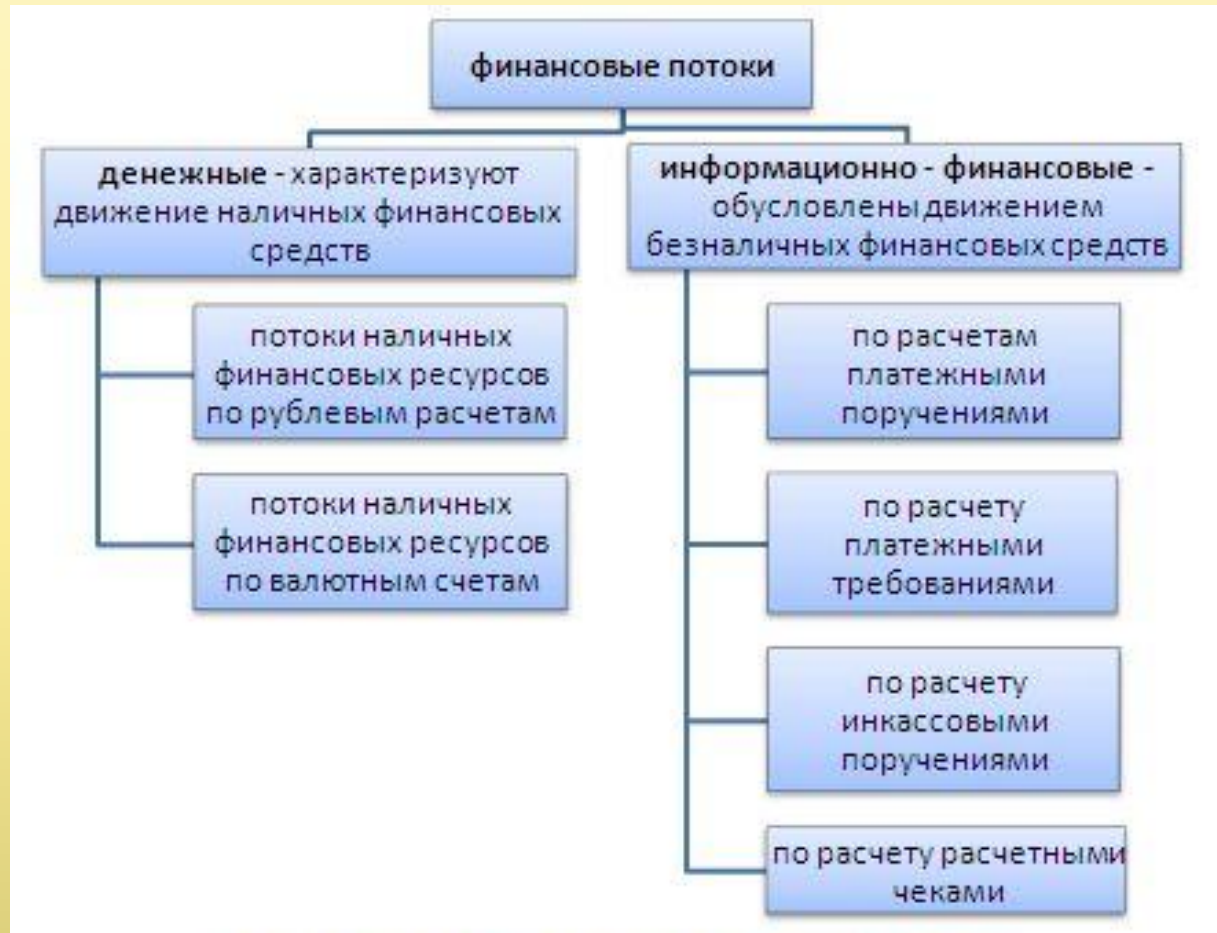 финансовые потоки
денежные - характеризуют
движение наличных финансовых
средств
потоки наличных
финансовых ресурсов
по рублевым расчетам
потоки наличных
финансовых ресурсов
по валютным счетам
информационно - финансовые -
обусловлены движением
безналичных финансовых средств
по расчетам
платежными
поручениями
по расчету
платежными
требованиями
по расчету
инкассовыми
поручениями
по расчету расчетными
чеками